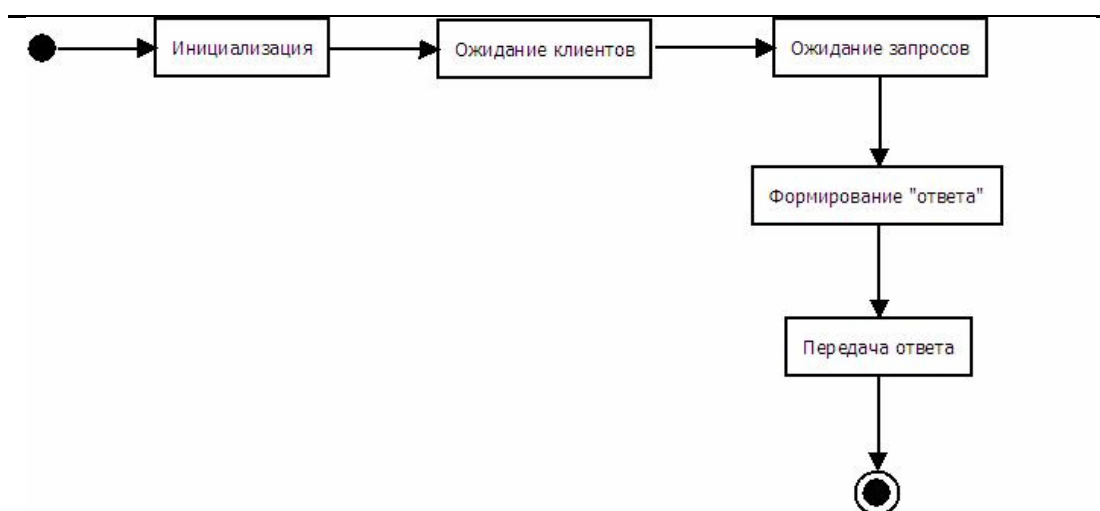 Инициализация
Ожидание клиентов
Ожидание запросов
Формирование "ответа"
Передача ответа